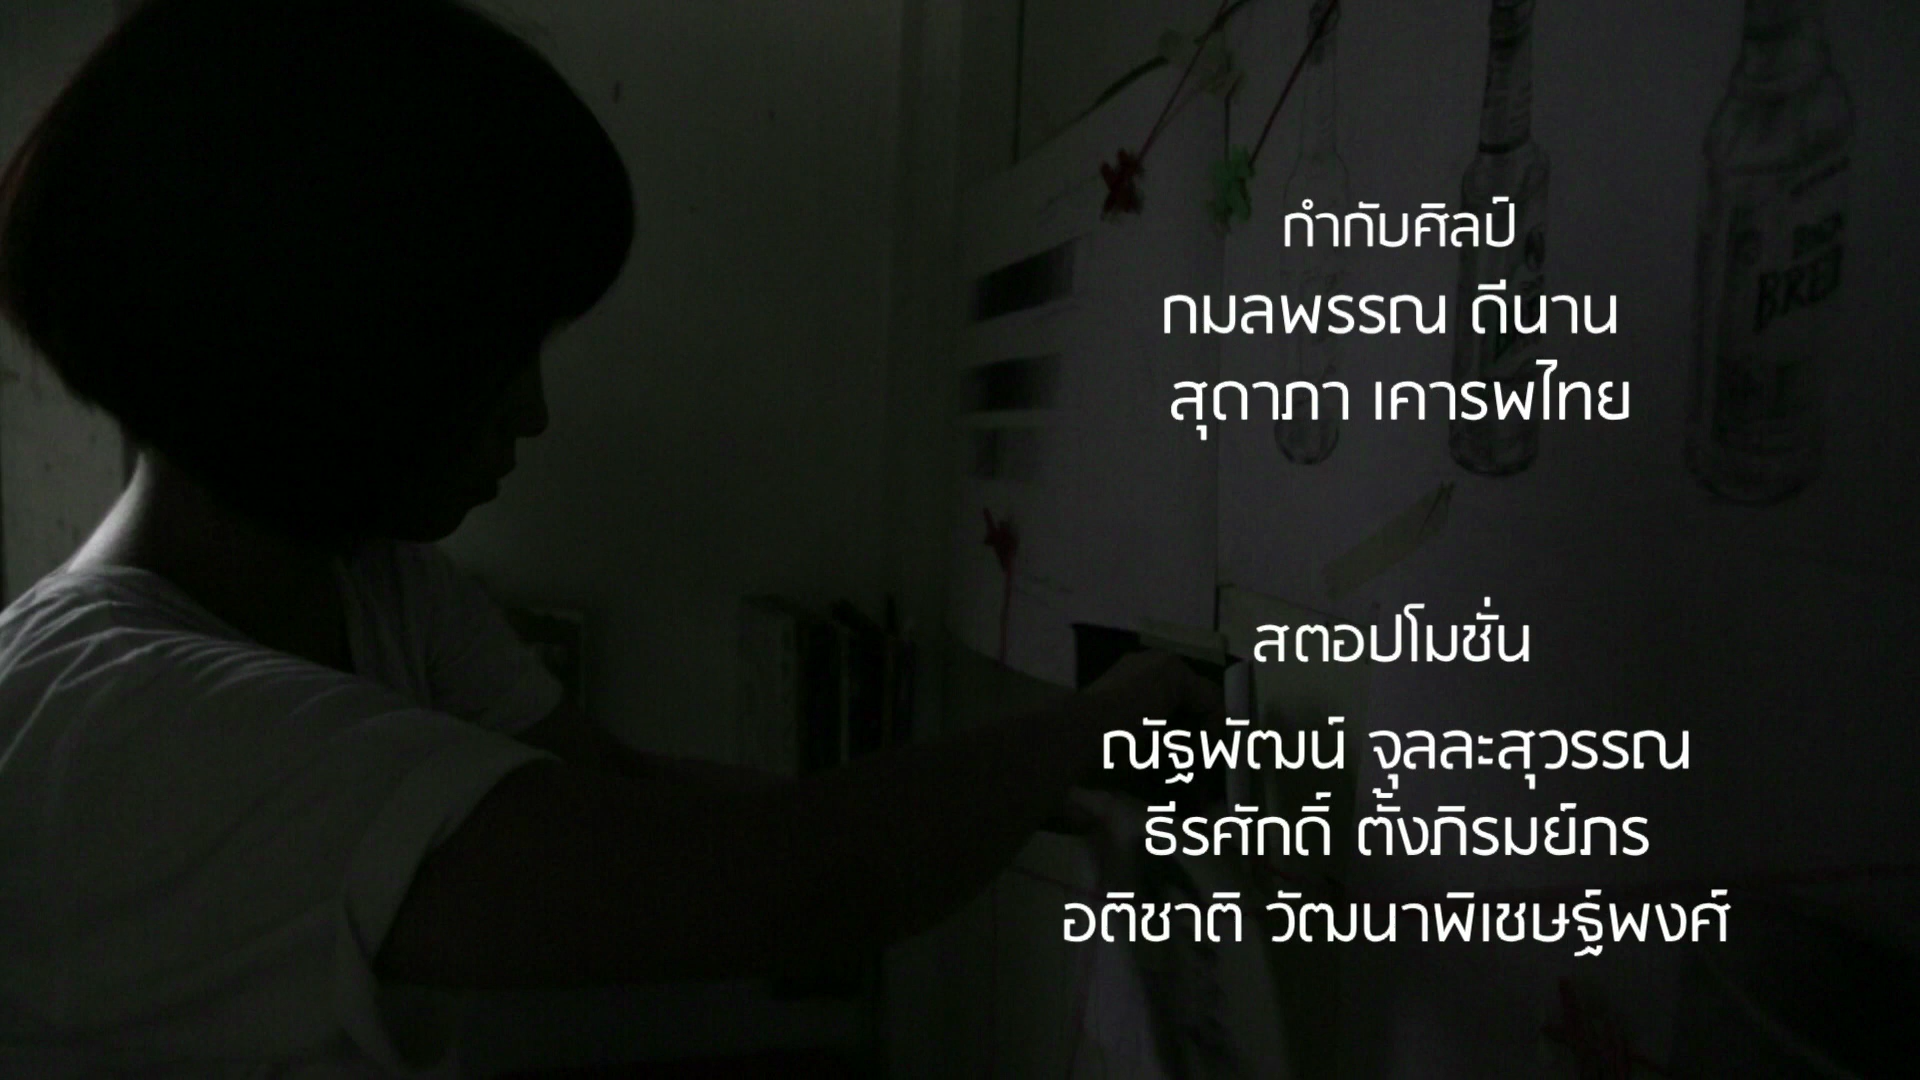 กำกับศิลป์
กมลพรรณ ดีนาน
สุดาภา เคารพไทย
สตอปโมชั่น
ณัฐพัฒน์ จุลละสุวรรณ
ธีรศักดิ์ ตั้งภิรมย์ภร
อติชาติ วัฒนาพิเชษฐ์พงศ์